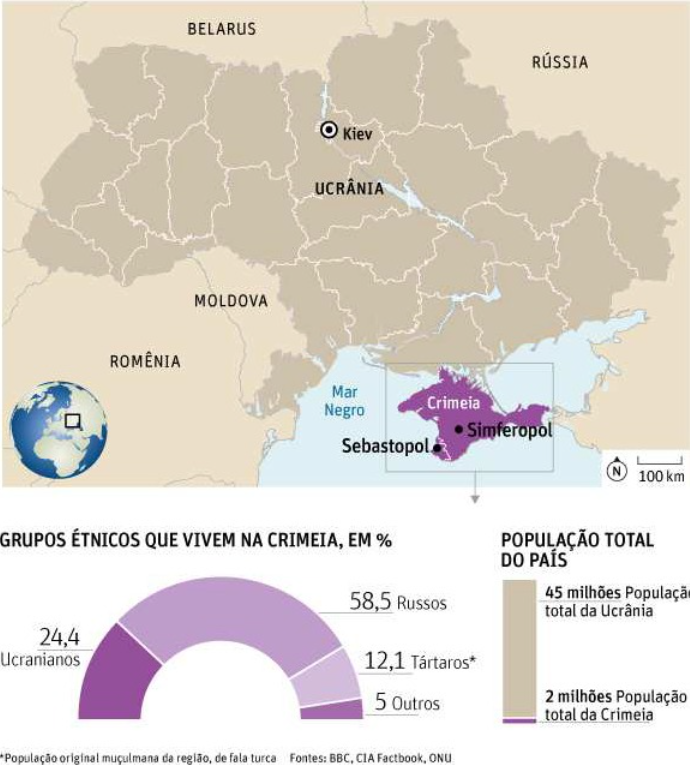 BELARUS
RÚSSIA
Kiev
UCRÂNIA
MOLDOVA
ROMÊNIA
Mar
Negro
Crimeia
Simferopol
Sebastopol
N
100 km
GRUPOS ÉTNICOS QUE VIVEM NA CRIMEIA, EM %
58,5 Russos
24,4
Ucranianos
12,1 Tártaros*
5 Outros
POPULAÇÃO TOTAL
DO PAÍS
45 milhões Populaçã
total da Ucrânia
2 milhões População
total da Crimeia
*População original muçulmana da região, de fala turca Fontes: BBC, CIA Factbook, ONU